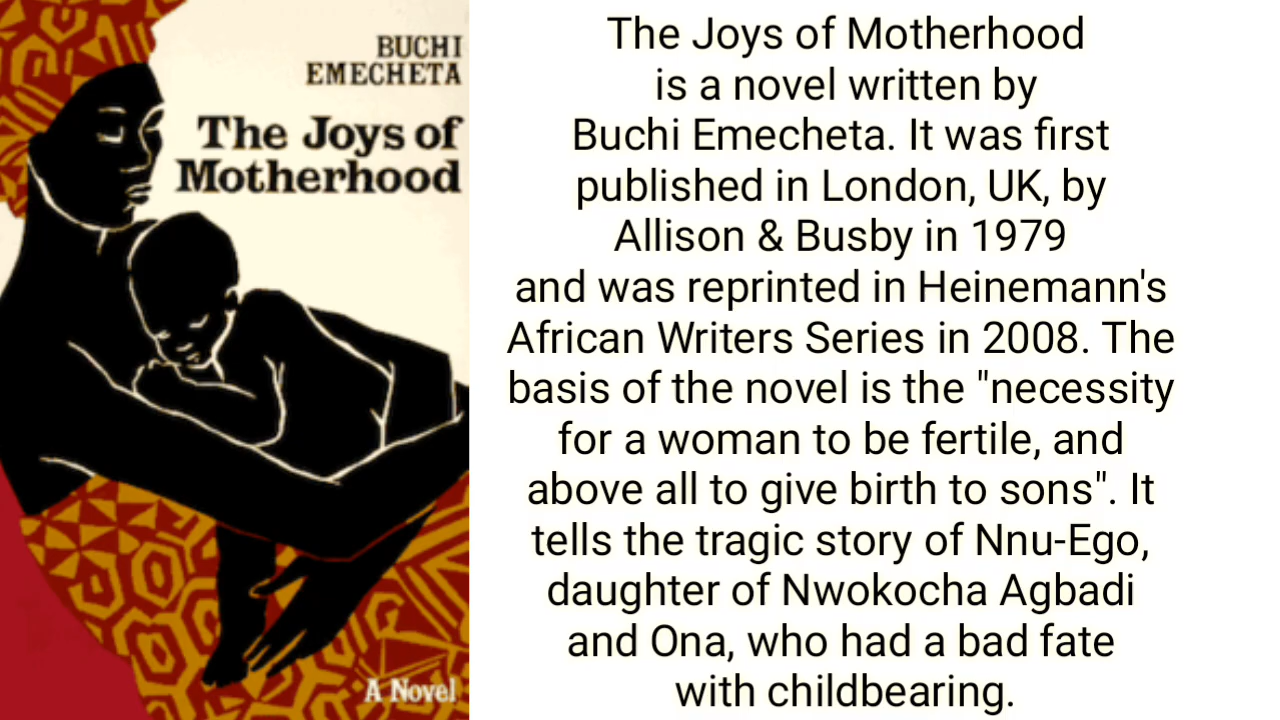 BUCHI
EMECHETA
The Joys of
Motherhood
A Novel
The Joys of Motherhood
is a novel written by
Buchi Emecheta. It was first
published in London, UK, by
Allison & Busby in 1979
and was reprinted in Heinemann's
African Writers Series in 2008. The
basis of the novel is the "necessity
for a woman to be fertile, and
above all to give birth to sons". It
tells the tragic story of Nnu-Ego,
daughter of Nwokocha Agbadi
and Ona, who had a bad fate
with childbearing.